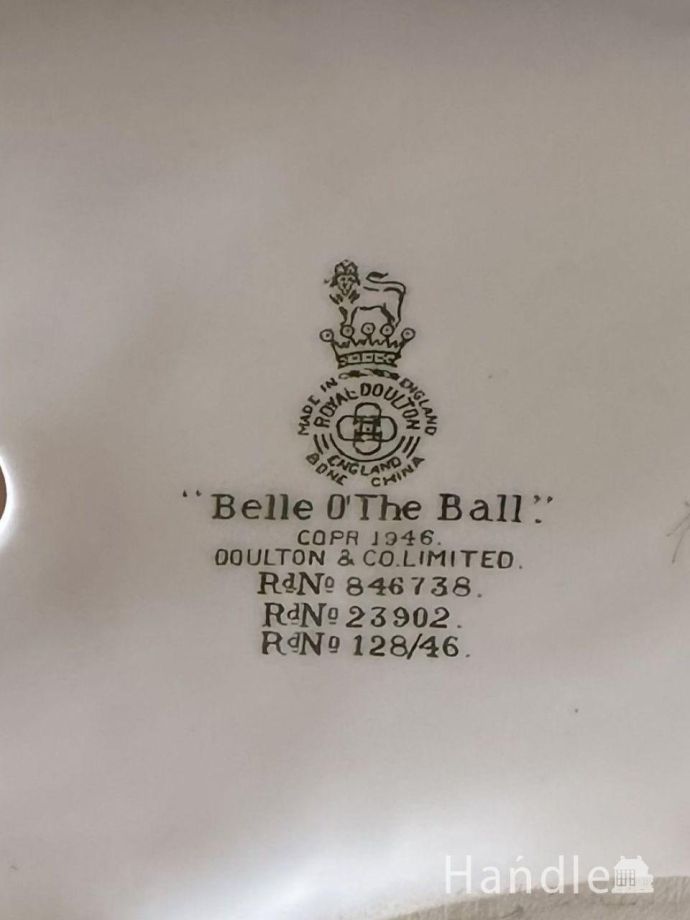 MADE IN ENGLAND
ROYAL DOULTON
ENGLAND
BONE CHINA
"Belle O'The Ball".
COPR 1946.
DOULTON & CO. LIMITED.
RdNo 846738.
RdNo 23902.
RdNo 128/46.
Handle